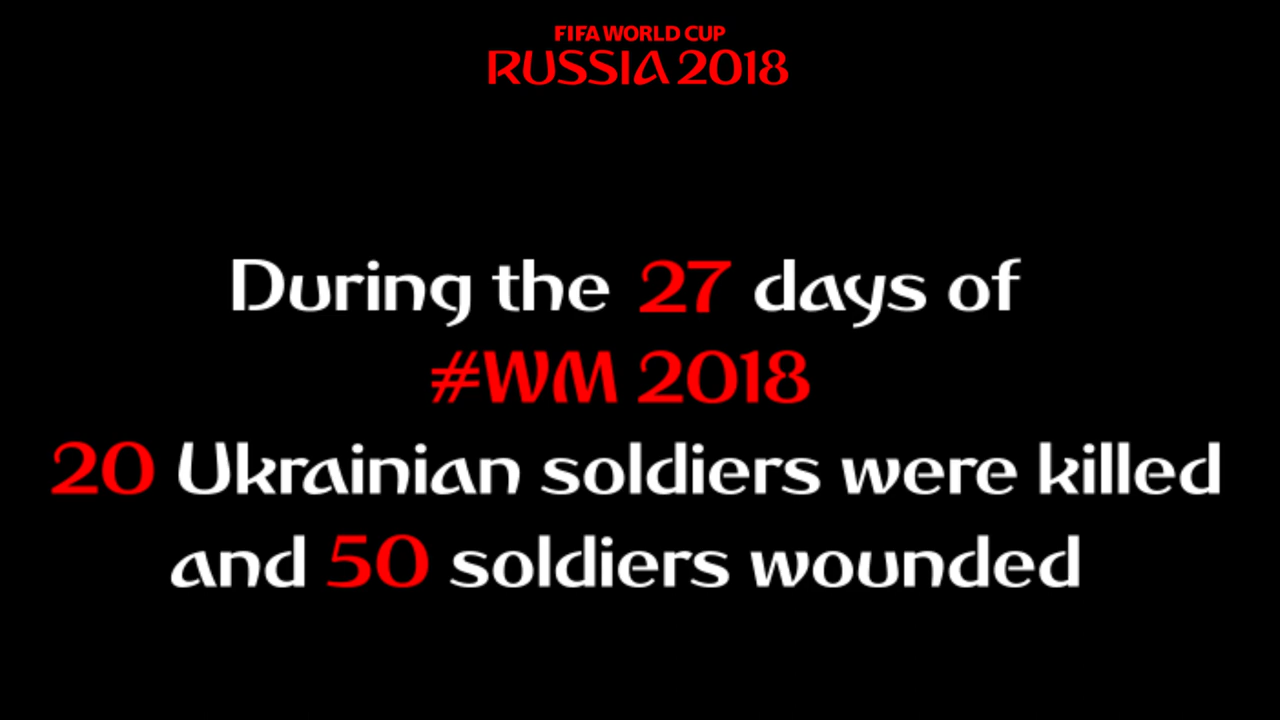 FIFA WORLD CUP
RUSSIA 2018
During the 27 days of
#WM 2018
20 Ukrainian soldiers were killed
and 50 soldiers wounded